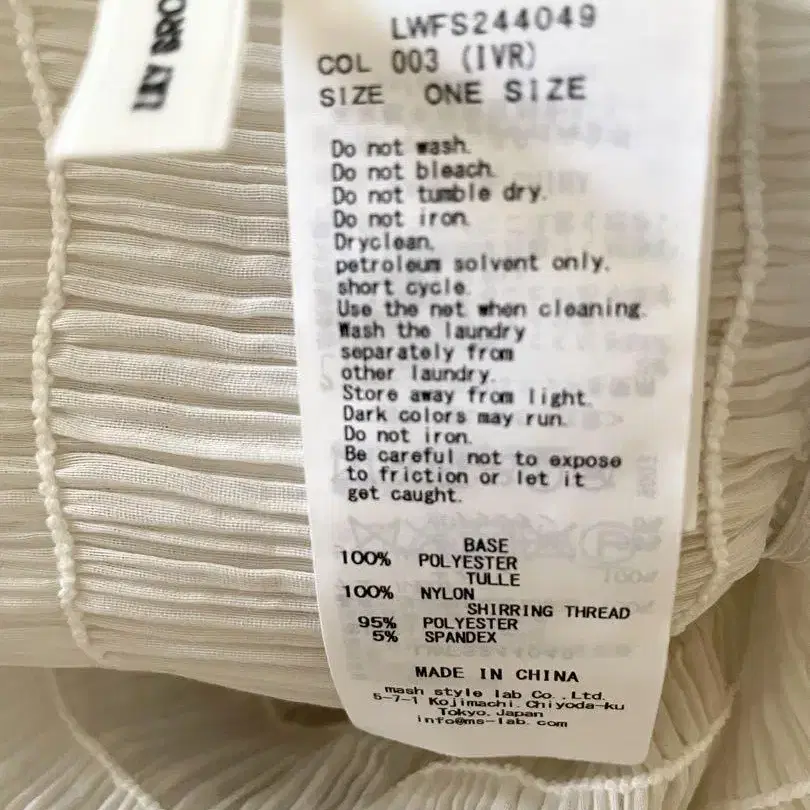 LILY BRO
LWFS244049
COL 003 (IVR)
SIZE ONE SIZE
Do not wash.
Do not bleach.
Do not tumble dry.
Do not iron.
Dryclean.
petroleum solvent only.
short cycle.
Use the net when cleaning.
Wash the laundry
separately from
other laundry.
Store away from light.
Dark colors may run.
Do not iron.
Be careful not to expose
to friction or let it
get caught.
BASE
100% POLYESTER
TULLE
100% NYLON
SHIRRING THREAD
95% POLYESTER
5% SPANDEX
MADE IN CHINA
mash style lab Co.,Ltd.
5-7-1 Kojimachi.Chiyoda-ku
Tokyo.Japan
info@ms-lab.com